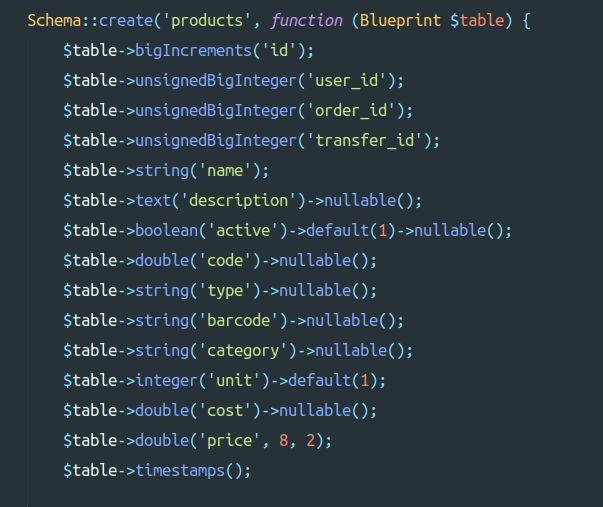 Schema::create('products', function (Blueprint $table) {
$table->bigIncrements('id');
$table->unsignedBigInteger('user_id');
$table->unsignedBigInteger('order_id');
$table->unsignedBigInteger('transfer_id');
$table->string('name');
$table->text('description')->nullable();
$table->boolean('active')->default(1)->nullable();
$table->double('code')->nullable();
$table->string('type')->nullable();
$table->string('barcode')->nullable();
$table->string('category')->nullable();
$table->integer('unit')->default(1);
$table->double('cost')->nullable();
$table->double('price', 8, 2);
$table->timestamps();